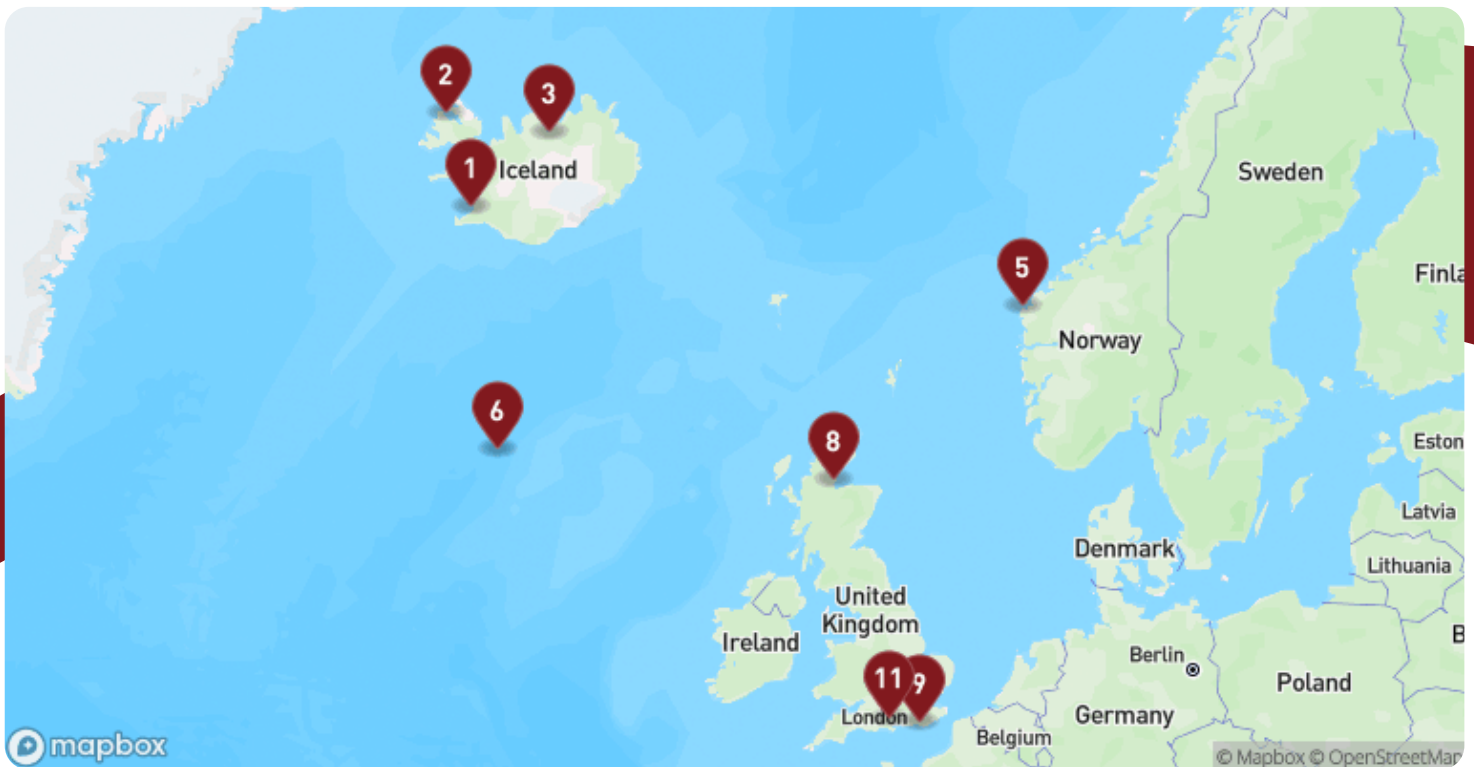 2
3
1
Iceland
Sweden
5
Finla
Norway
6
8
Eston
Latvia
Denmark
Lithuania
United
Kingdom
Ireland
B
Berlin
11
9
London
Poland
Germany
Belgium
mapbox
© Mapbox © OpenStreetMap